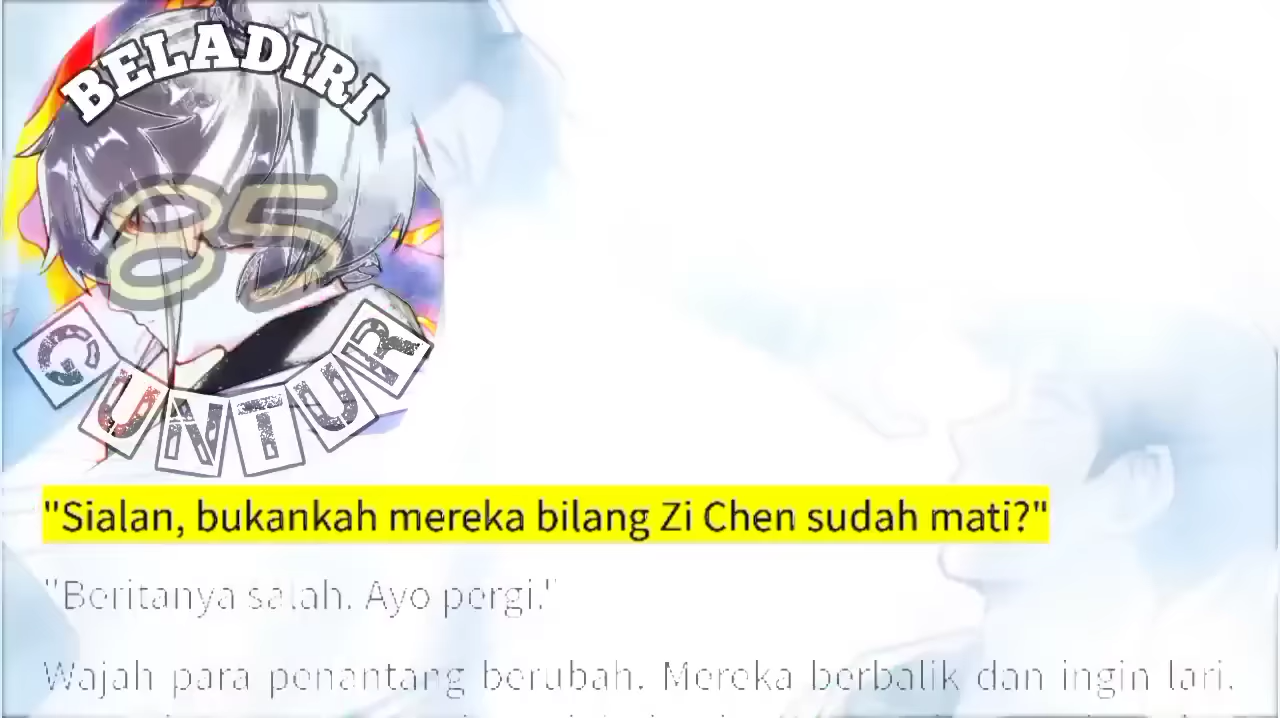 BELADIRI
85
GUNTUR
"Sialan, bukankah mereka bilang Zi Chen sudah mati?"
"Beritanya salah. Ayo pergi."
Wajah para penantang berubah. Mereka berbalik dan ingin lari.